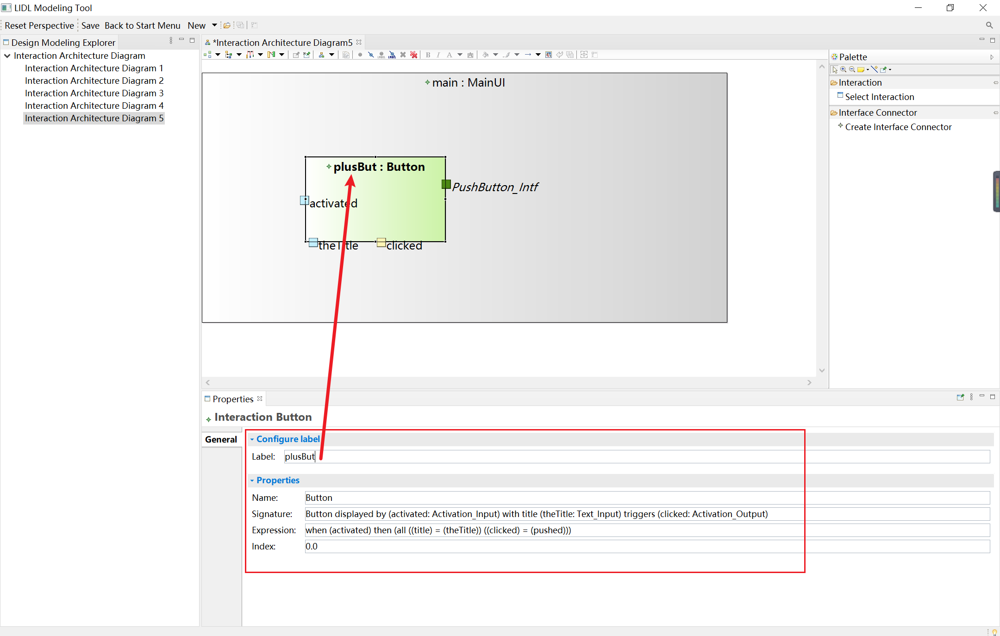 LIDL Modeling Tool
Reset Perspective Save Back to Start Menu New
Design Modeling Explorer
*Interaction Architecture Diagram5
Interaction Architecture Diagram
Interaction Architecture Diagram 1
Interaction Architecture Diagram 2
Interaction Architecture Diagram 3
Interaction Architecture Diagram 4
Interaction Architecture Diagram 5
LABEL LABEL B I A
main : MainUI
plusBut : Button
PushButton_Intf
activated
theTitle
clicked
Palette
Interaction
Select Interaction
Interface Connector
Create Interface Connector
Properties
Interaction Button
General
Configure label
Label: plusBut
Properties
Name: Button
Signature: Button displayed by (activated: Activation_Input) with title (theTitle: Text_Input) triggers (clicked: Activation_Output)
Expression: when (activated) then (all ((title) = (theTitle)) ((clicked) = (pushed)))
Index: 0.0